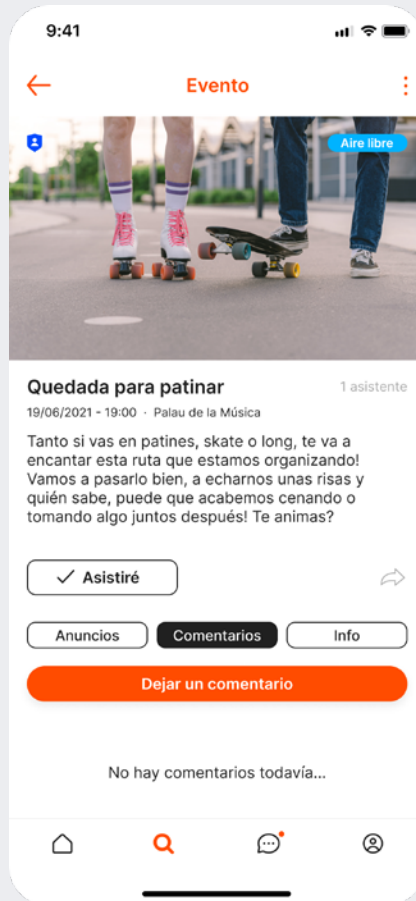 9:41
Evento
Aire libre
Quedada para patinar
1 asistente
19/06/2021 - 19:00 · Palau de la Música
Tanto si vas en patines, skate o long, te va a
encantar esta ruta que estamos organizando!
Vamos a pasarlo bien, a echarnos unas risas y
quién sabe, puede que acabemos cenando o
tomando algo juntos después! Te animas?
Asistiré
Anuncios Comentarios Info
Dejar un comentario
No hay comentarios todavía...